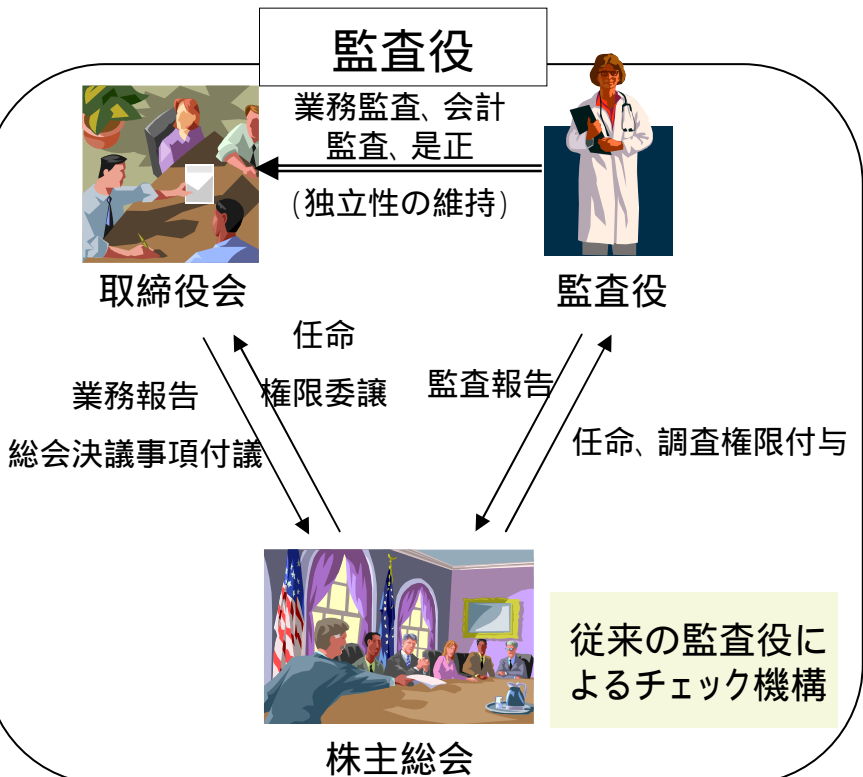 監査役
業務監査、会計
監査、是正
(独立性の維持)
取締役会
監査役
任命
権限委譲
業務報告
総会決議事項付議
監査報告
任命、調査権限付与
従来の監査役に
よるチェック機構
株主総会